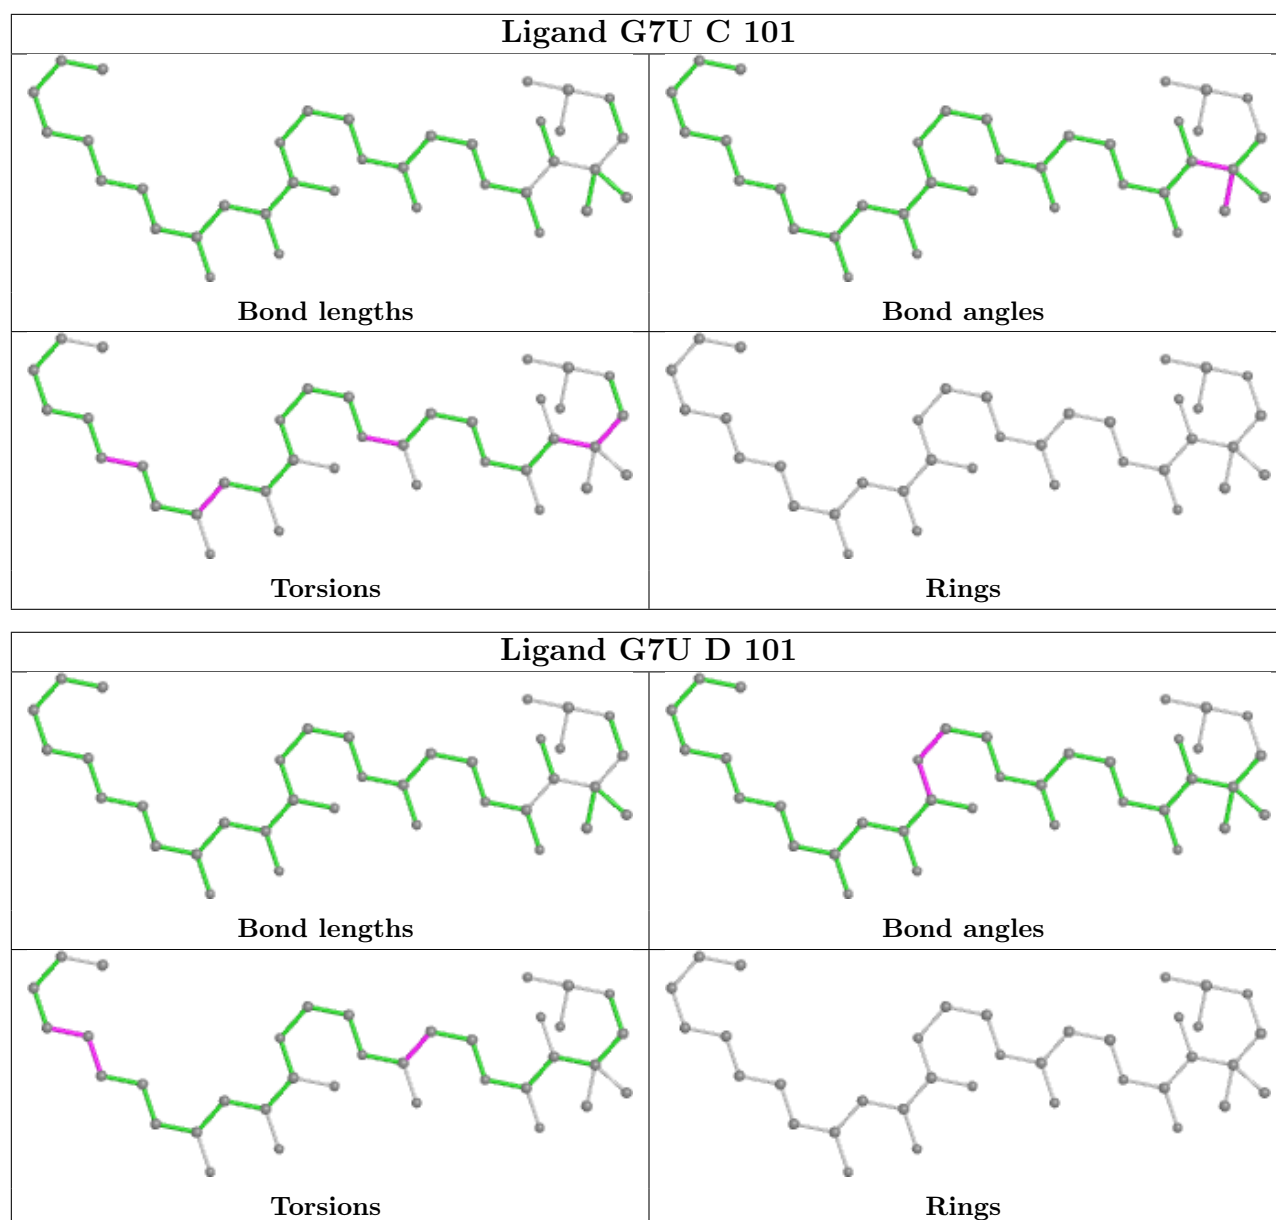 Ligand G7U C 101
Bond lengths
Bond angles
Torsions
Rings
Ligand G7U D 101
Bond lengths
Bond angles
Torsions
Rings